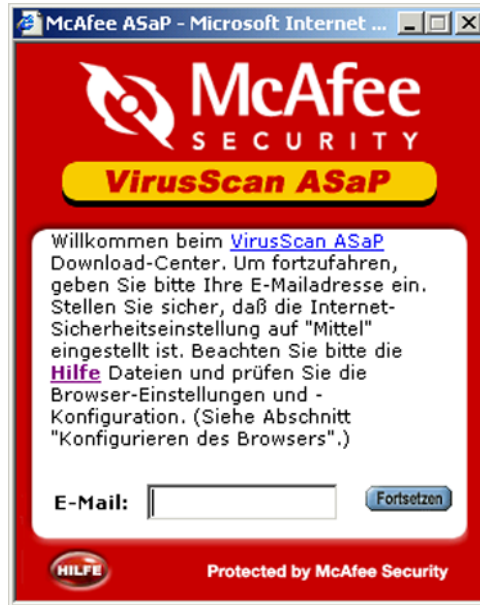 McAfee ASaP - Microsoft Internet ...
McAfee
SECURITY
VirusScan ASaP
Willkommen beim VirusScan ASaP
Download-Center. Um fortzufahren,
geben Sie bitte Ihre E-Mailadresse ein.
Stellen Sie sicher, daß die Internet-
Sicherheitseinstellung auf "Mittel"
eingestellt ist. Beachten Sie bitte die
Hilfe Dateien und prüfen Sie die
Browser-Einstellungen und -
Konfiguration. (Siehe Abschnitt
"Konfigurieren des Browsers".)
E-Mail:
Fortsetzen
HILFE
Protected by McAfee Security